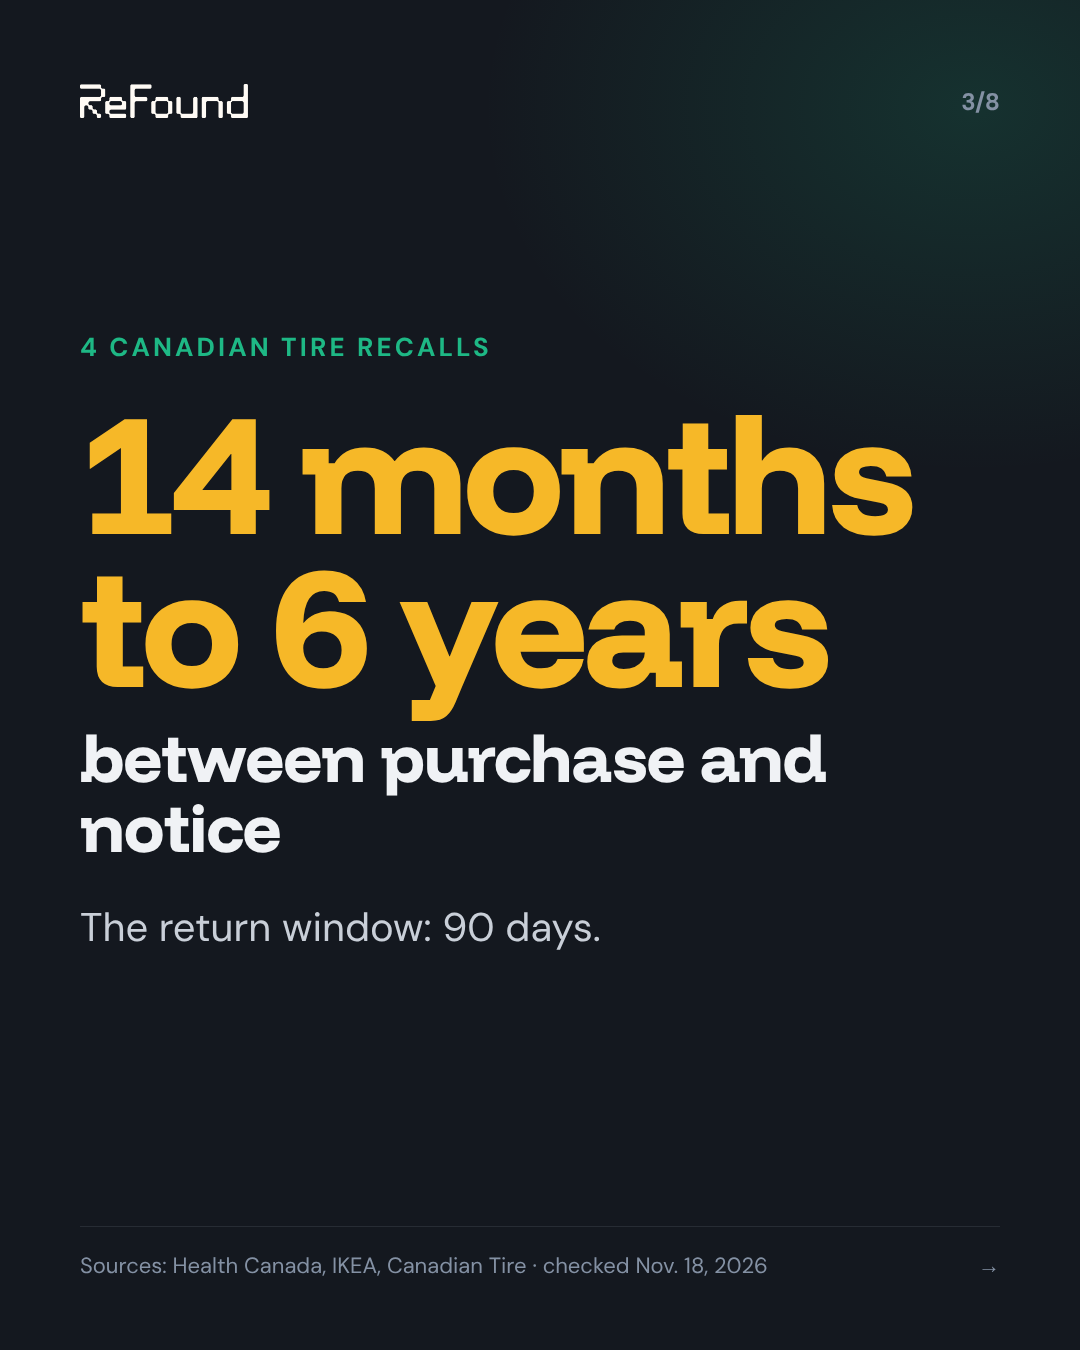 ReFound
3/8
4 CANADIAN TIRE RECALLS
14 months
to 6 years
between purchase and
notice
The return window: 90 days.
Sources: Health Canada, IKEA, Canadian Tire · checked Nov. 18, 2026
→